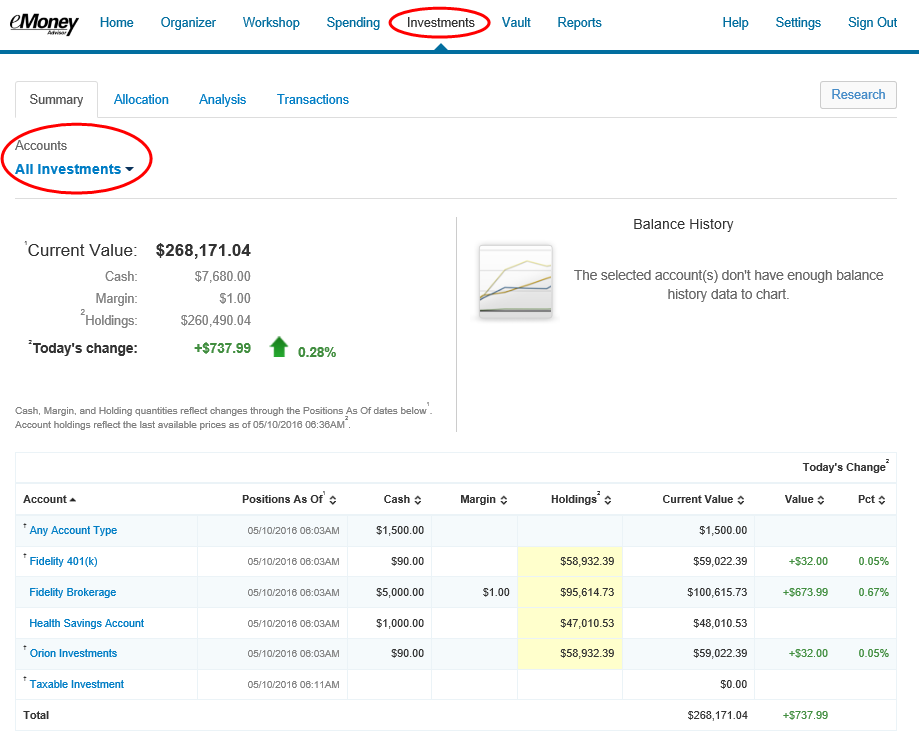 eMoney Advisor Home Organizer Workshop Spending Investments Vault Reports Help Settings Sign Out
Summary Allocation Analysis Transactions Research
Accounts
All Investments
Balance History
¹Current Value: $268,171.04
Cash: $7,680.00
Margin: $1.00
²Holdings: $260,490.04
²Today's change: +$737.99 0.28%
The selected account(s) don't have enough balance
history data to chart.
Cash, Margin, and Holding quantities reflect changes through the Positions As Of dates below¹.
Account holdings reflect the last available prices as of 05/10/2016 06:36AM².
Today's Change²
Account Positions As Of¹ Cash Margin Holdings² Current Value Value Pct
† Any Account Type 05/10/2016 06:03AM $1,500.00 $1,500.00
† Fidelity 401(k) 05/10/2016 06:03AM $90.00 $58,932.39 $59,022.39 +$32.00 0.05%
Fidelity Brokerage 05/10/2016 06:03AM $5,000.00 $1.00 $95,614.73 $100,615.73 +$673.99 0.67%
Health Savings Account 05/10/2016 06:03AM $1,000.00 $47,010.53 $48,010.53
† Orion Investments 05/10/2016 06:03AM $90.00 $58,932.39 $59,022.39 +$32.00 0.05%
† Taxable Investment 05/10/2016 06:11AM $0.00
Total $268,171.04 +$737.99